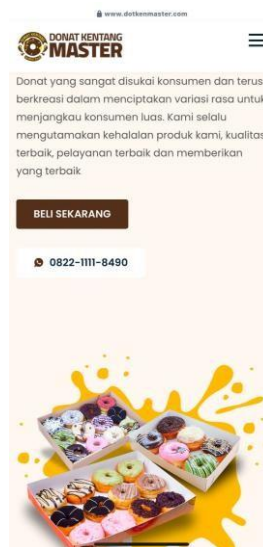 www.dotkenmaster.com
DONAT KENTANG
MASTER
Donat yang sangat disukai konsumen dan terus
berkreasi dalam menciptakan variasi rasa untuk
menjangkau konsumen luas. Kami selalu
mengutamakan kehalalan produk kami, kualitas
terbaik, pelayanan terbaik dan memberikan
yang terbaik
BELI SEKARANG
0822-1111-8490